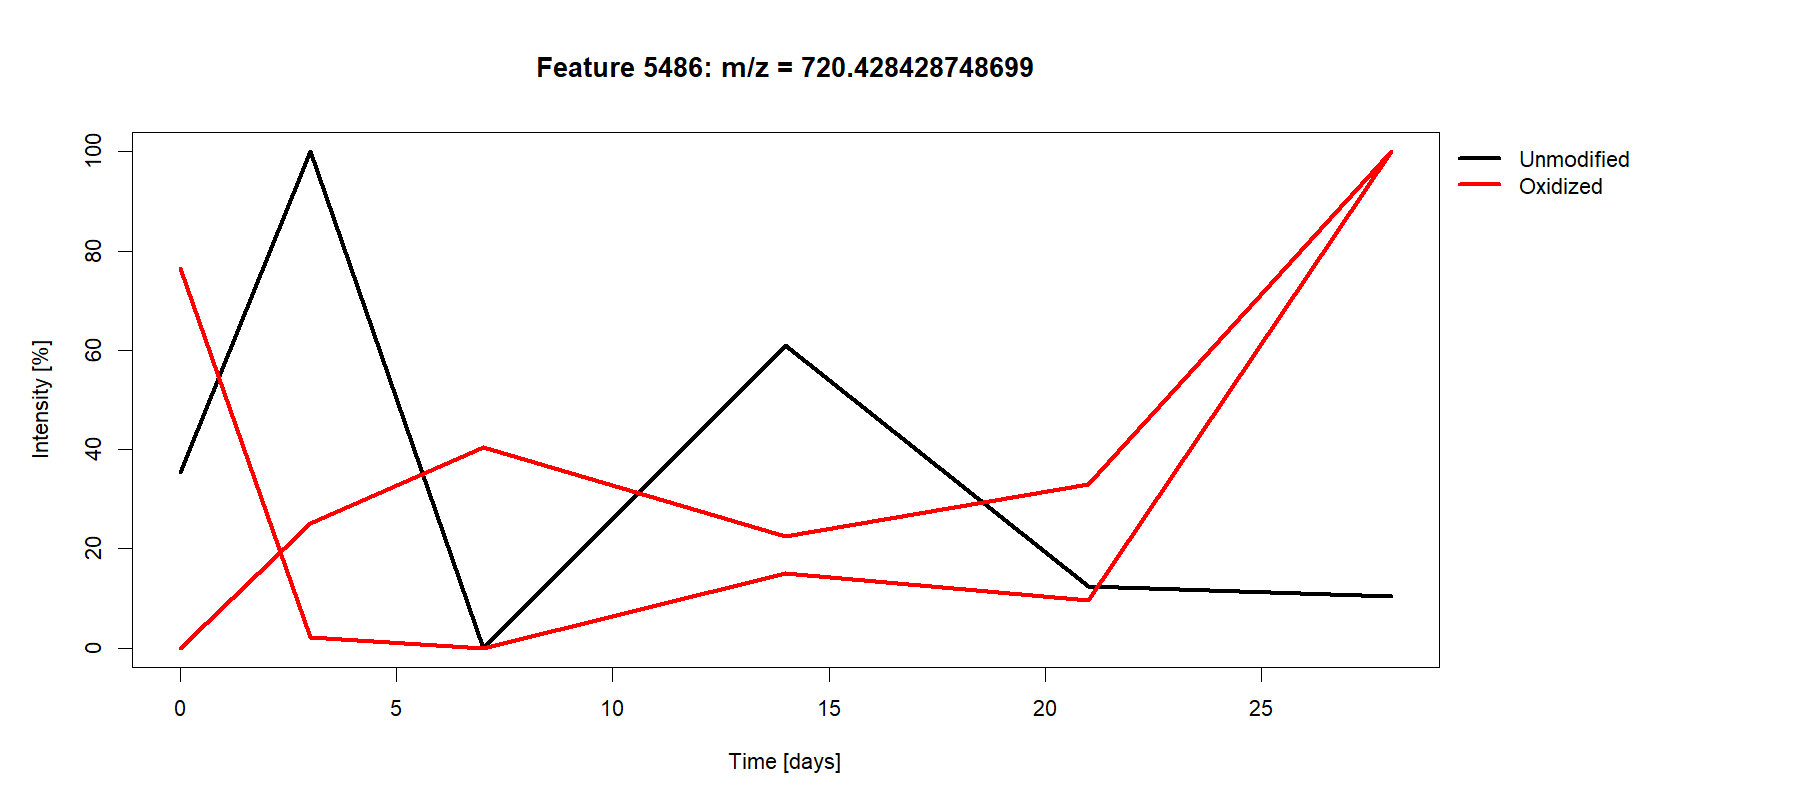 Feature 5486: m/z = 720.428428748699
Unmodified
Oxidized
Intensity [%]
100
80
60
40
20
0
0 5 10 15 20 25
Time [days]